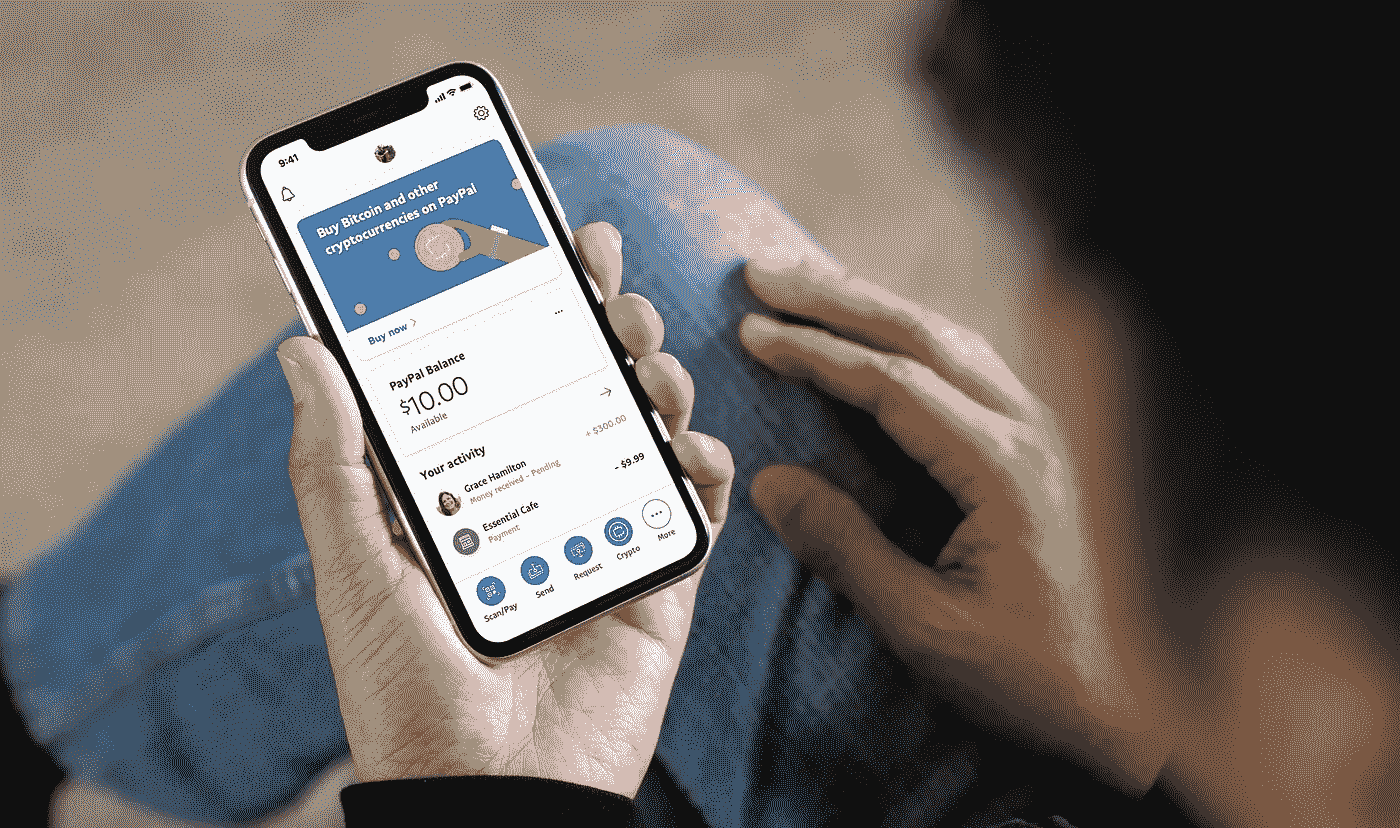 9:41
Buy Bitcoin and other
cryptocurrencies on PayPal
Buy now
PayPal Balance
$10.00
Available
Your activity
Grace Hamilton
+ $300.00
Money received – Pending
Essential Cafe
- $9.99
Payment
Scan/Pay
Send
Request
Crypto
More